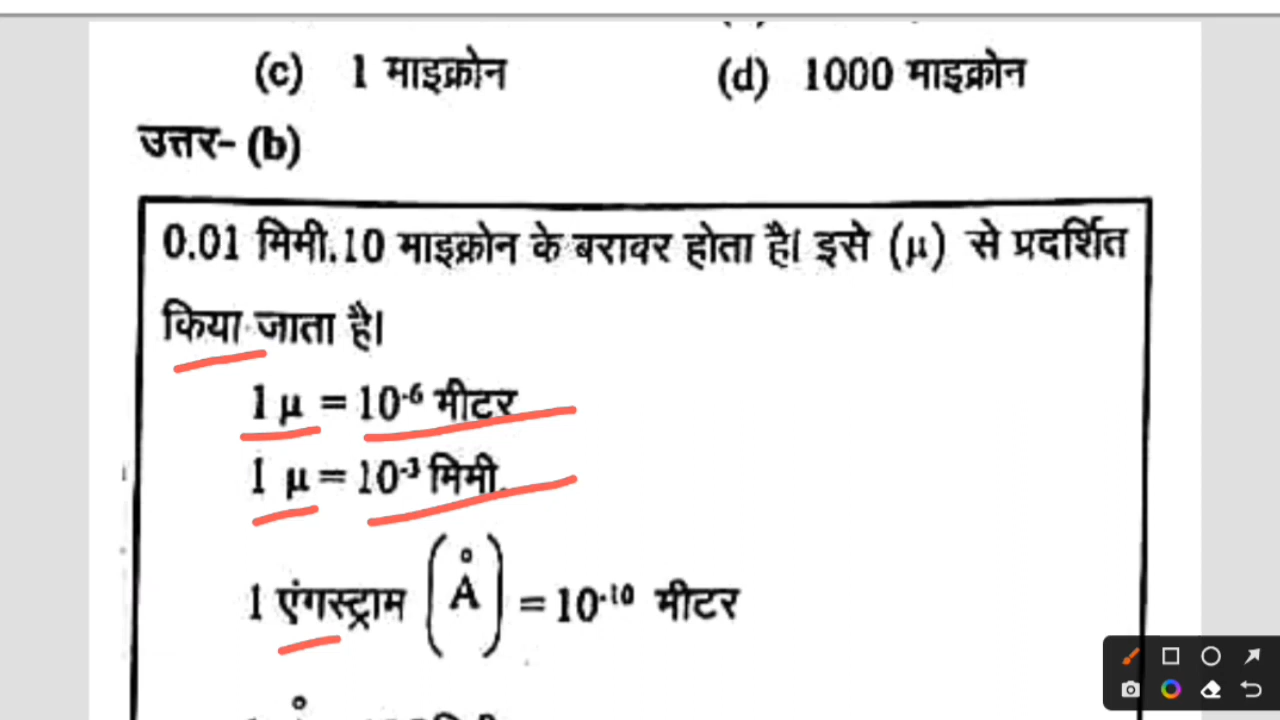 (c) 1 माइक्रोन (d) 1000 माइक्रोन
उत्तर- (b)
0.01 मिमी.10 माइक्रोन के बराबर होता है। इसे (μ) से प्रदर्शित
किया जाता है।
1 μ = 10⁻⁶ मीटर
1 μ = 10⁻³ मिमी.
1 एंगस्ट्राम (Å) = 10⁻¹⁰ मीटर